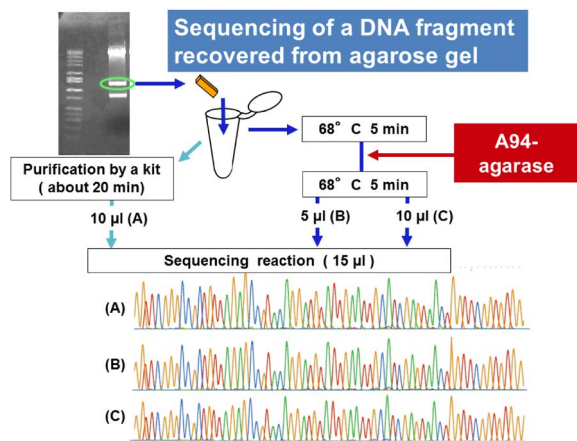 Sequencing of a DNA fragment
recovered from agarose gel
68° C 5 min
A94-
agarase
Purification by a kit
( about 20 min)
68° C 5 min
10 µl (A)
5 µl (B)
10 µl (C)
Sequencing reaction ( 15 µl )
(A)
(B)
(C)